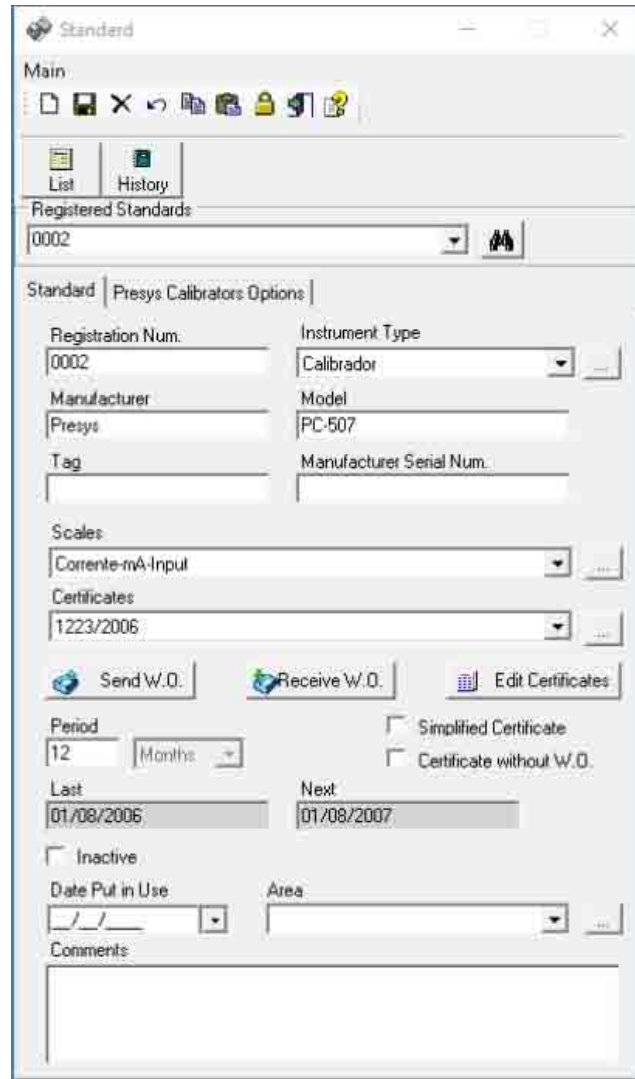 Standard
Main
List History
Registered Standards
0002
Standard Presys Calibrators Options
Registration Num. Instrument Type
0002 Calibrador ...
Manufacturer Model
Presys PC-507
Tag Manufacturer Serial Num.
Scales
Corrente-mA-Input ...
Certificates
1223/2006 ...
Send W.O. Receive W.O. Edit Certificates
Period Simplified Certificate
12 Months Certificate without W.O.
Last Next
01/08/2006 01/08/2007
Inactive
Date Put in Use Area
__/__/____ ...
Comments